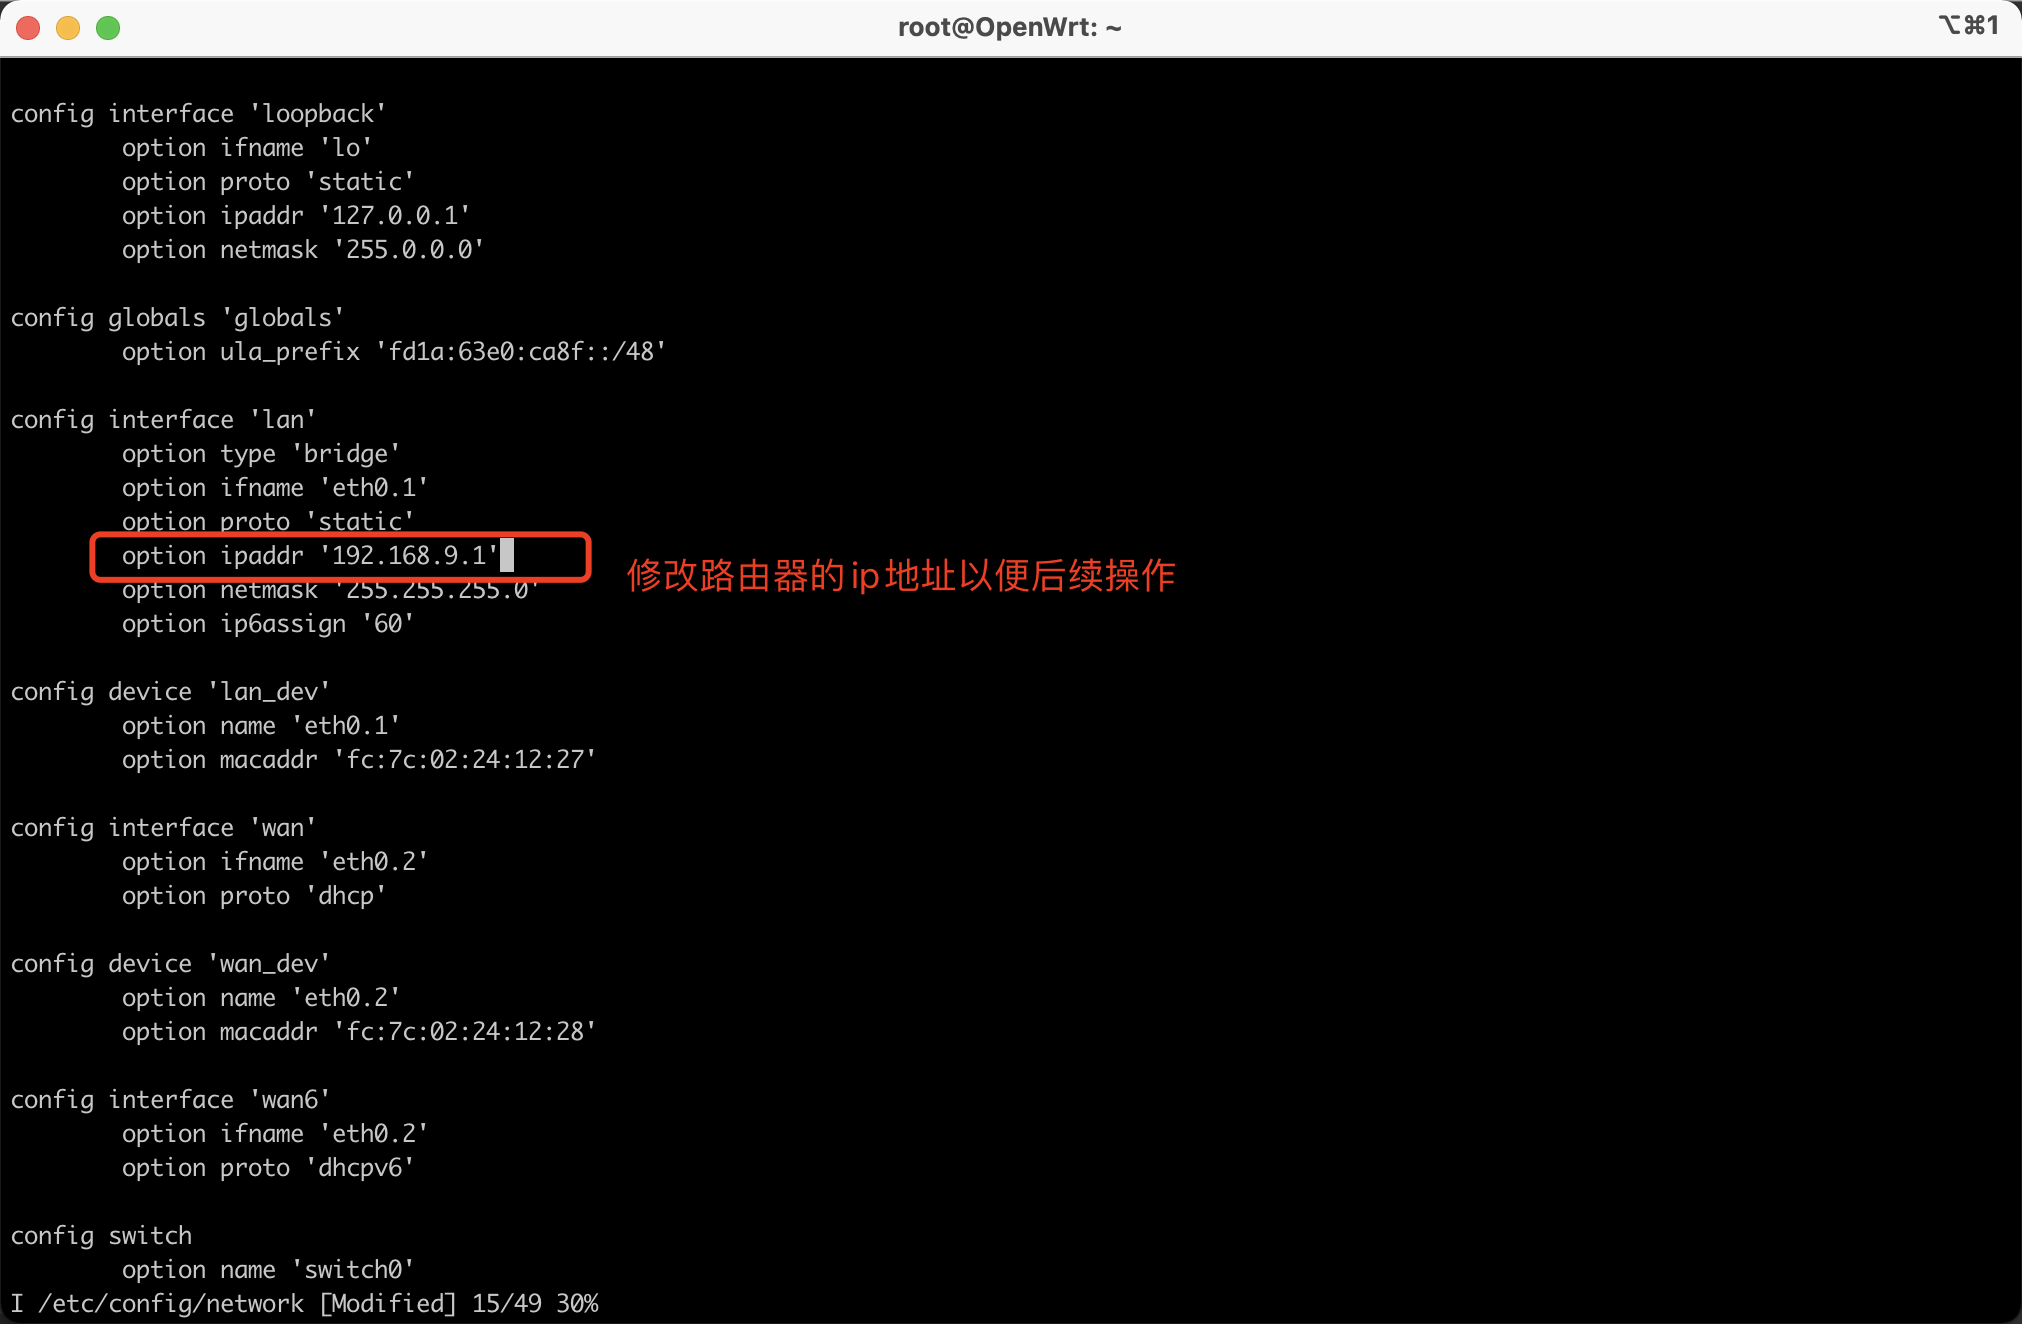 root@OpenWrt: ~
⌥⌘1
config interface 'loopback'
option ifname 'lo'
option proto 'static'
option ipaddr '127.0.0.1'
option netmask '255.0.0.0'
config globals 'globals'
option ula_prefix 'fd1a:63e0:ca8f::/48'
config interface 'lan'
option type 'bridge'
option ifname 'eth0.1'
option proto 'static'
option ipaddr '192.168.9.1'
修改路由器的ip地址以便后续操作
option netmask '255.255.255.0'
option ip6assign '60'
config device 'lan_dev'
option name 'eth0.1'
option macaddr 'fc:7c:02:24:12:27'
config interface 'wan'
option ifname 'eth0.2'
option proto 'dhcp'
config device 'wan_dev'
option name 'eth0.2'
option macaddr 'fc:7c:02:24:12:28'
config interface 'wan6'
option ifname 'eth0.2'
option proto 'dhcpv6'
config switch
option name 'switch0'
I /etc/config/network [Modified] 15/49 30%